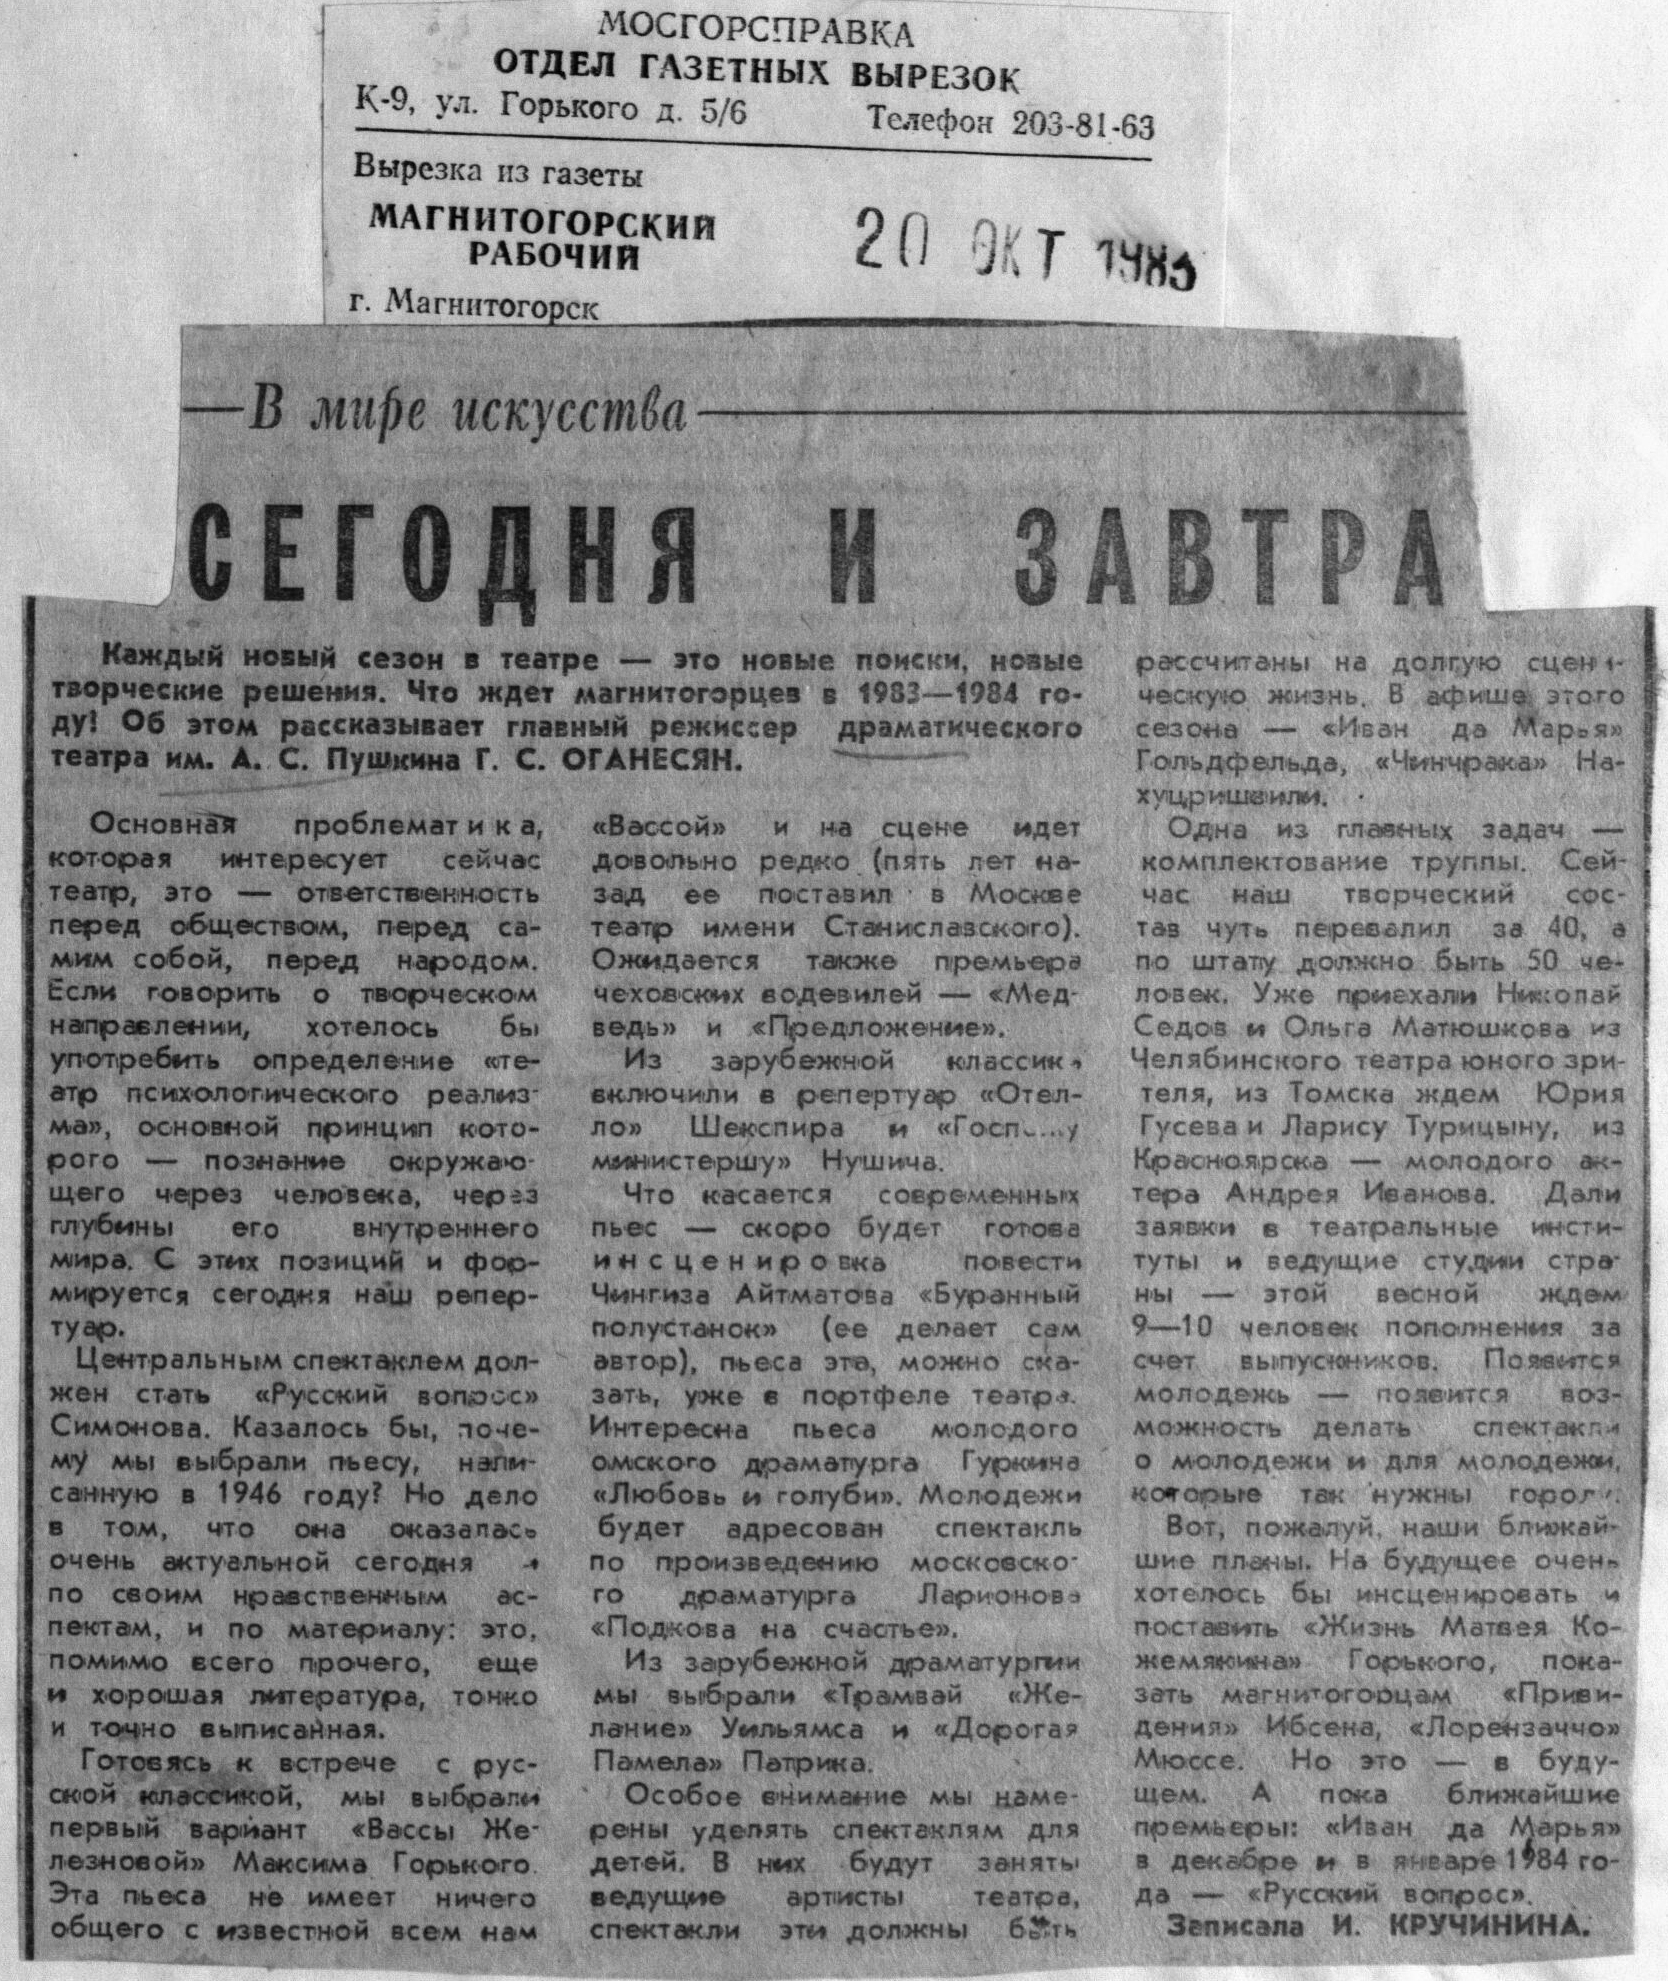 МОСГОРСПРАВКА
ОТДЕЛ ГАЗЕТНЫХ ВЫРЕЗОК
К-9, ул. Горького д. 5/6 Телефон 203-81-63
Вырезка из газеты
МАГНИТОГОРСКИЙ
РАБОЧИЙ
20 ОКТ 1983
г. Магнитогорск
—В мире искусства—
СЕГОДНЯ И ЗАВТРА
Каждый новый сезон в театре — это новые поиски, новые
творческие решения. Что ждет магнитогорцев в 1983—1984 го-
ду? Об этом рассказывает главный режиссер драматического
театра им. А. С. Пушкина Г. С. ОГАНЕСЯН.
Основная проблематика,
которая интересует сейчас
театр, это — ответственность
перед обществом, перед са-
мим собой, перед народом.
Если говорить о творческом
направлении, хотелось бы
употребить определение «те-
атр психологического реализ-
ма», основной принцип кото-
рого — познание окружаю-
щего через человека, через
глубины его внутреннего
мира. С этих позиций и фор-
мируется сегодня наш репер-
туар.
Центральным спектаклем дол-
жен стать «Русский вопрос»
Симонова. Казалось бы, поче-
му мы выбрали пьесу, напи-
санную в 1946 году? Но дело
в том, что она оказалась
очень актуальной сегодня и
по своим нравственным ас-
пектам, и по материалу: это,
помимо всего прочего, еще
и хорошая литература, тонко
и точно выписанная.
Готовясь к встрече с рус-
ской классикой, мы выбрали
первый вариант «Вассы Же-
лезновой» Максима Горького.
Эта пьеса не имеет ничего
общего с известной всем нам
«Вассой» и на сцене идет
довольно редко (пять лет на-
зад ее поставил в Москве
театр имени Станиславского).
Ожидается также премьера
чеховских водевилей — «Мед-
ведь» и «Предложение».
Из зарубежной классики
включили в репертуар «Отел-
ло» Шекспира и «Госпожу
министершу» Нушича.
Что касается современных
пьес — скоро будет готова
инсценировка повести
Чингиза Айтматова «Буранный
полустанок» (ее делает сам
автор), пьеса эта, можно ска-
зать, уже в портфеле театра.
Интересна пьеса молодого
омского драматурга Гуркина
«Любовь и голуби». Молодежи
будет адресован спектакль
по произведению московско-
го драматурга Ларионова
«Подкова на счастье».
Из зарубежной драматургии
мы выбрали «Трамвай «Же-
лание» Уильямса и «Дорогая
Памела» Патрика.
Особое внимание мы наме-
рены уделять спектаклям для
детей. В них будут заняты
ведущие артисты театра,
спектакли эти должны быть
рассчитаны на долгую сцени-
ческую жизнь. В афише этого
сезона — «Иван да Марья»
Гольдфельда, «Чинчрака» На-
хуцришвили.
Одна из главных задач —
комплектование труппы. Сей-
час наш творческий сос-
тав чуть перевалил за 40, а
по штату должно быть 50 че-
ловек. Уже приехали Николай
Седов и Ольга Матюшкова из
Челябинского театра юного зри-
теля, из Томска ждем Юрия
Гусева и Ларису Турицыну, из
Красноярска — молодого ак-
тера Андрея Иванова. Дали
заявки в театральные инсти-
туты и ведущие студии стра-
ны — этой весной ждем
9—10 человек пополнения за
счет выпускников. Появится
молодежь — появится воз-
можность делать спектакли
о молодежи и для молодежи,
которые так нужны городу.
Вот, пожалуй, наши ближай-
шие планы. На будущее очень
хотелось бы инсценировать и
поставить «Жизнь Матвея Ко-
жемякина» Горького, пока-
зать магнитогорцам «Приви-
дения» Ибсена, «Лорензаччо»
Мюссе. Но это — в буду-
щем. А пока ближайшие
премьеры: «Иван да Марья»
в декабре и в январе 1984 го-
да — «Русский вопрос».
Записала И. КРУЧИНИНА.